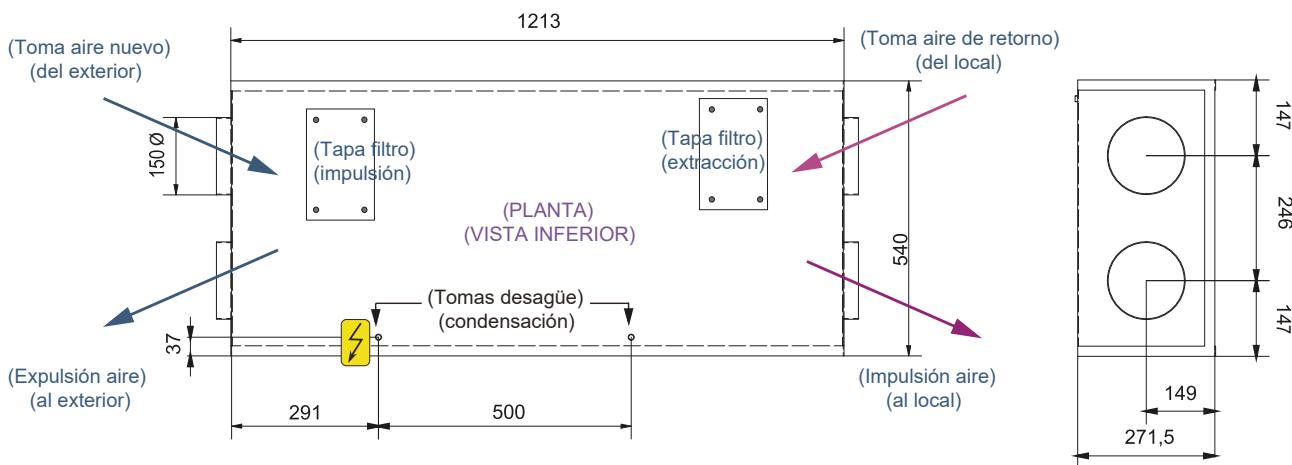 1213
(Toma aire nuevo)
(del exterior)
(Toma aire de retorno)
(del local)
150 Ø
(Tapa filtro)
(impulsión)
(Tapa filtro)
(extracción)
(PLANTA)
(VISTA INFERIOR)
540
147
246
147
(Tomas desagüe)
(condensación)
37
(Expulsión aire)
(al exterior)
(Impulsión aire)
(al local)
291
500
149
271,5